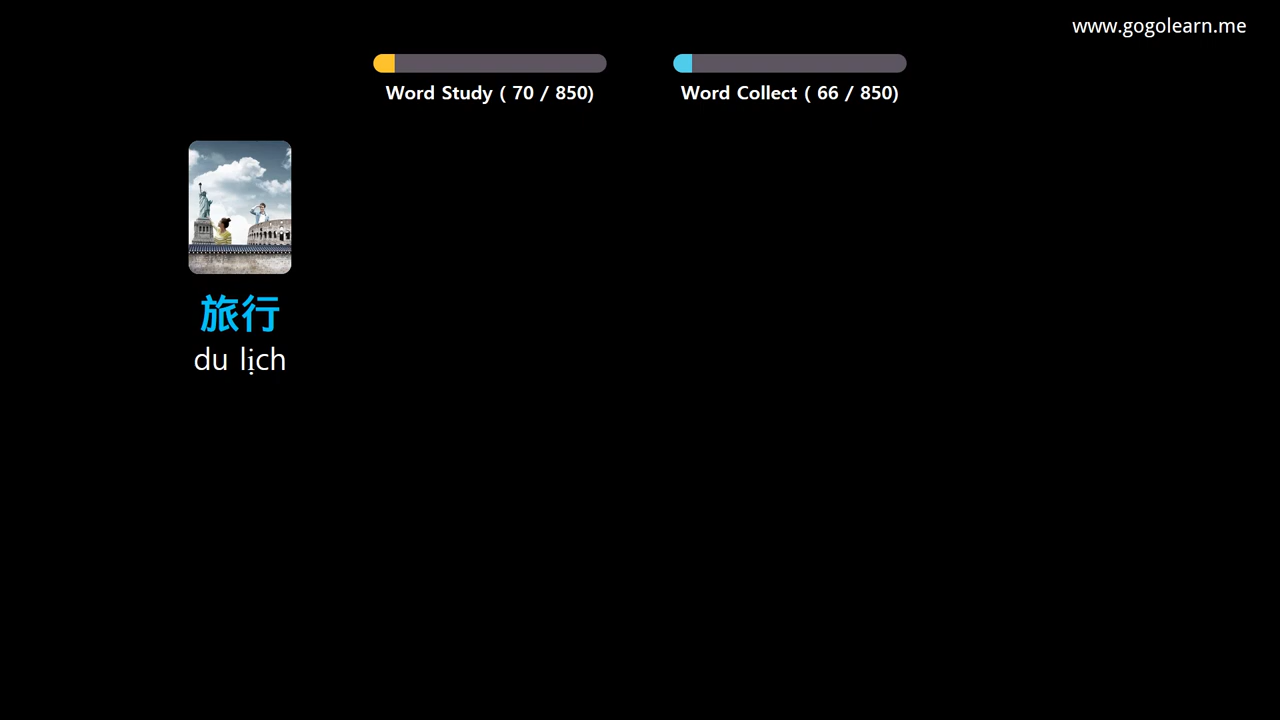 www.gogolearn.me
Word Study ( 70 / 850)
Word Collect ( 66 / 850)
旅行
du lịch